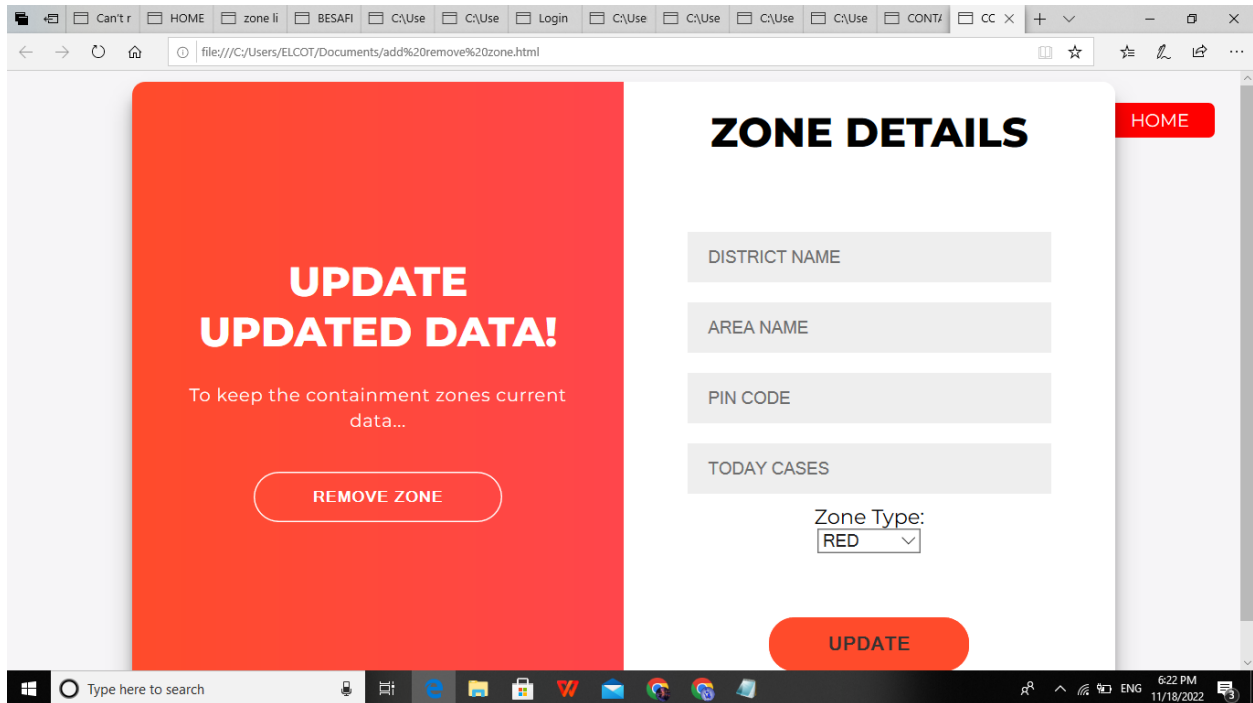 Can't r
HOME
zone li
BESAFI
C:\Use
C:\Use
Login
C:\Use
C:\Use
C:\Use
C:\Use
CONTA
CC
file:///C:/Users/ELCOT/Documents/add%20remove%20zone.html
HOME
UPDATE
UPDATED DATA!
To keep the containment zones current
data...
REMOVE ZONE
ZONE DETAILS
DISTRICT NAME
AREA NAME
PIN CODE
TODAY CASES
Zone Type:
RED
UPDATE
Type here to search
ENG
6:22 PM
11/18/2022
3